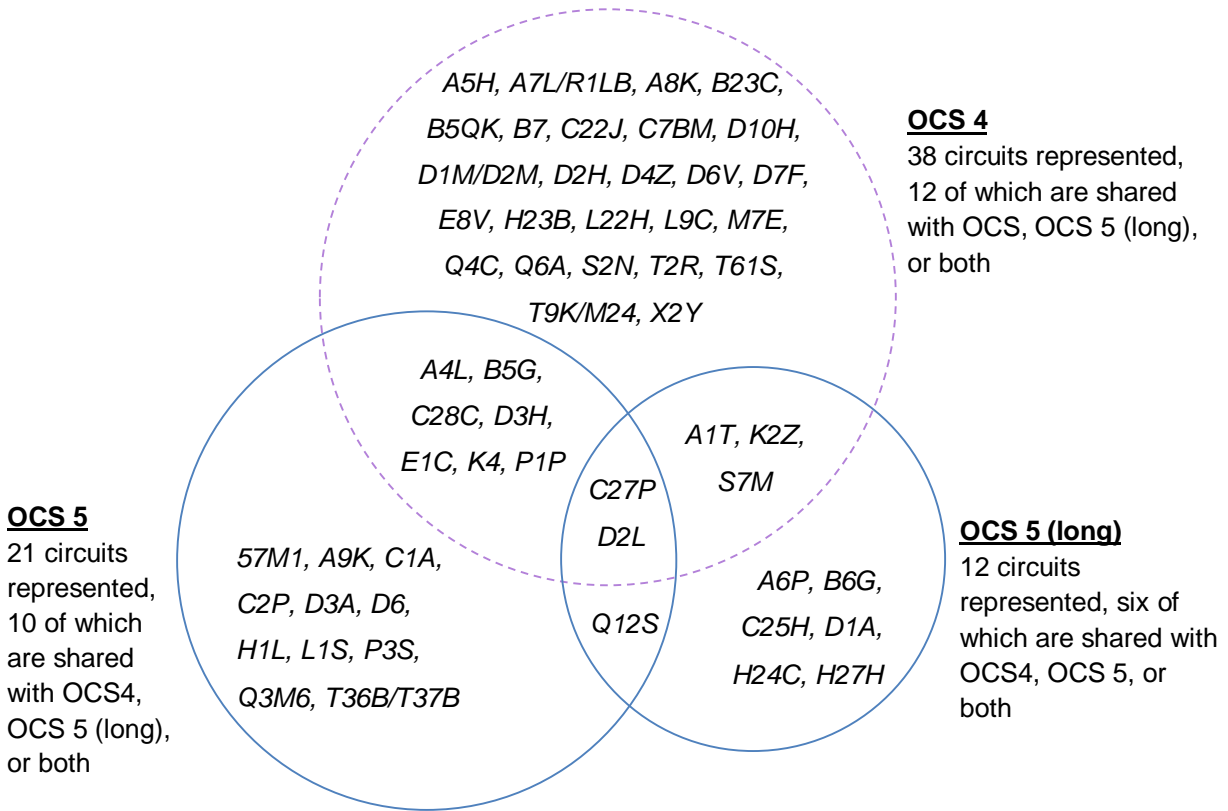 A5H, A7L/R1LB, A8K, B23C,
B5QK, B7, C22J, C7BM, D10H,
D1M/D2M, D2H, D4Z, D6V, D7F,
E8V, H23B, L22H, L9C, M7E,
Q4C, Q6A, S2N, T2R, T61S,
T9K/M24, X2Y
OCS 4
38 circuits represented,
12 of which are shared
with OCS, OCS 5 (long),
or both
A4L, B5G,
C28C, D3H,
E1C, K4, P1P
A1T, K2Z,
S7M
C27P
D2L
OCS 5
21 circuits
represented,
10 of which
are shared
with OCS4,
OCS 5 (long),
or both
57M1, A9K, C1A,
C2P, D3A, D6,
H1L, L1S, P3S,
Q3M6, T36B/T37B
Q12S
A6P, B6G,
C25H, D1A,
H24C, H27H
OCS 5 (long)
12 circuits
represented, six of
which are shared with
OCS4, OCS 5, or
both